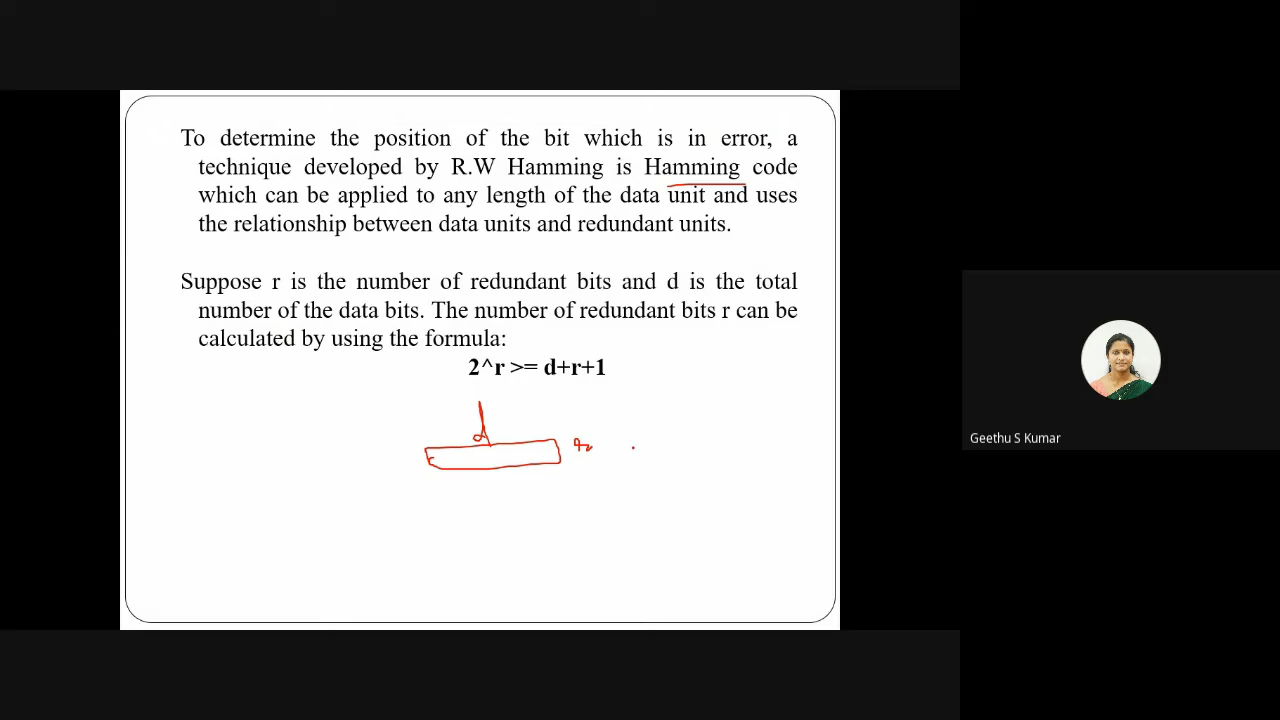 To determine the position of the bit which is in error, a
technique developed by R.W Hamming is Hamming code
which can be applied to any length of the data unit and uses
the relationship between data units and redundant units.
Suppose r is the number of redundant bits and d is the total
number of the data bits. The number of redundant bits r can be
calculated by using the formula:
2^r >= d+r+1
d
Geethu S Kumar